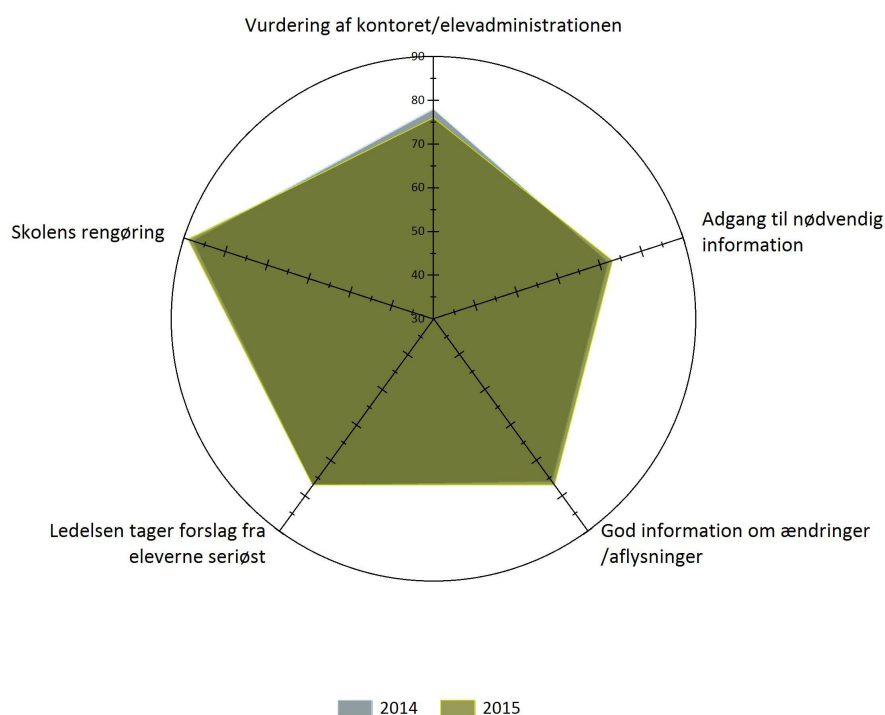 Vurdering af kontoret/elevadministrationen
90
80
70
60
50
40
30
Adgang til nødvendig
information
Skolens rengøring
Ledelsen tager forslag fra
eleverne seriøst
God information om ændringer
/aflysninger
2014 2015